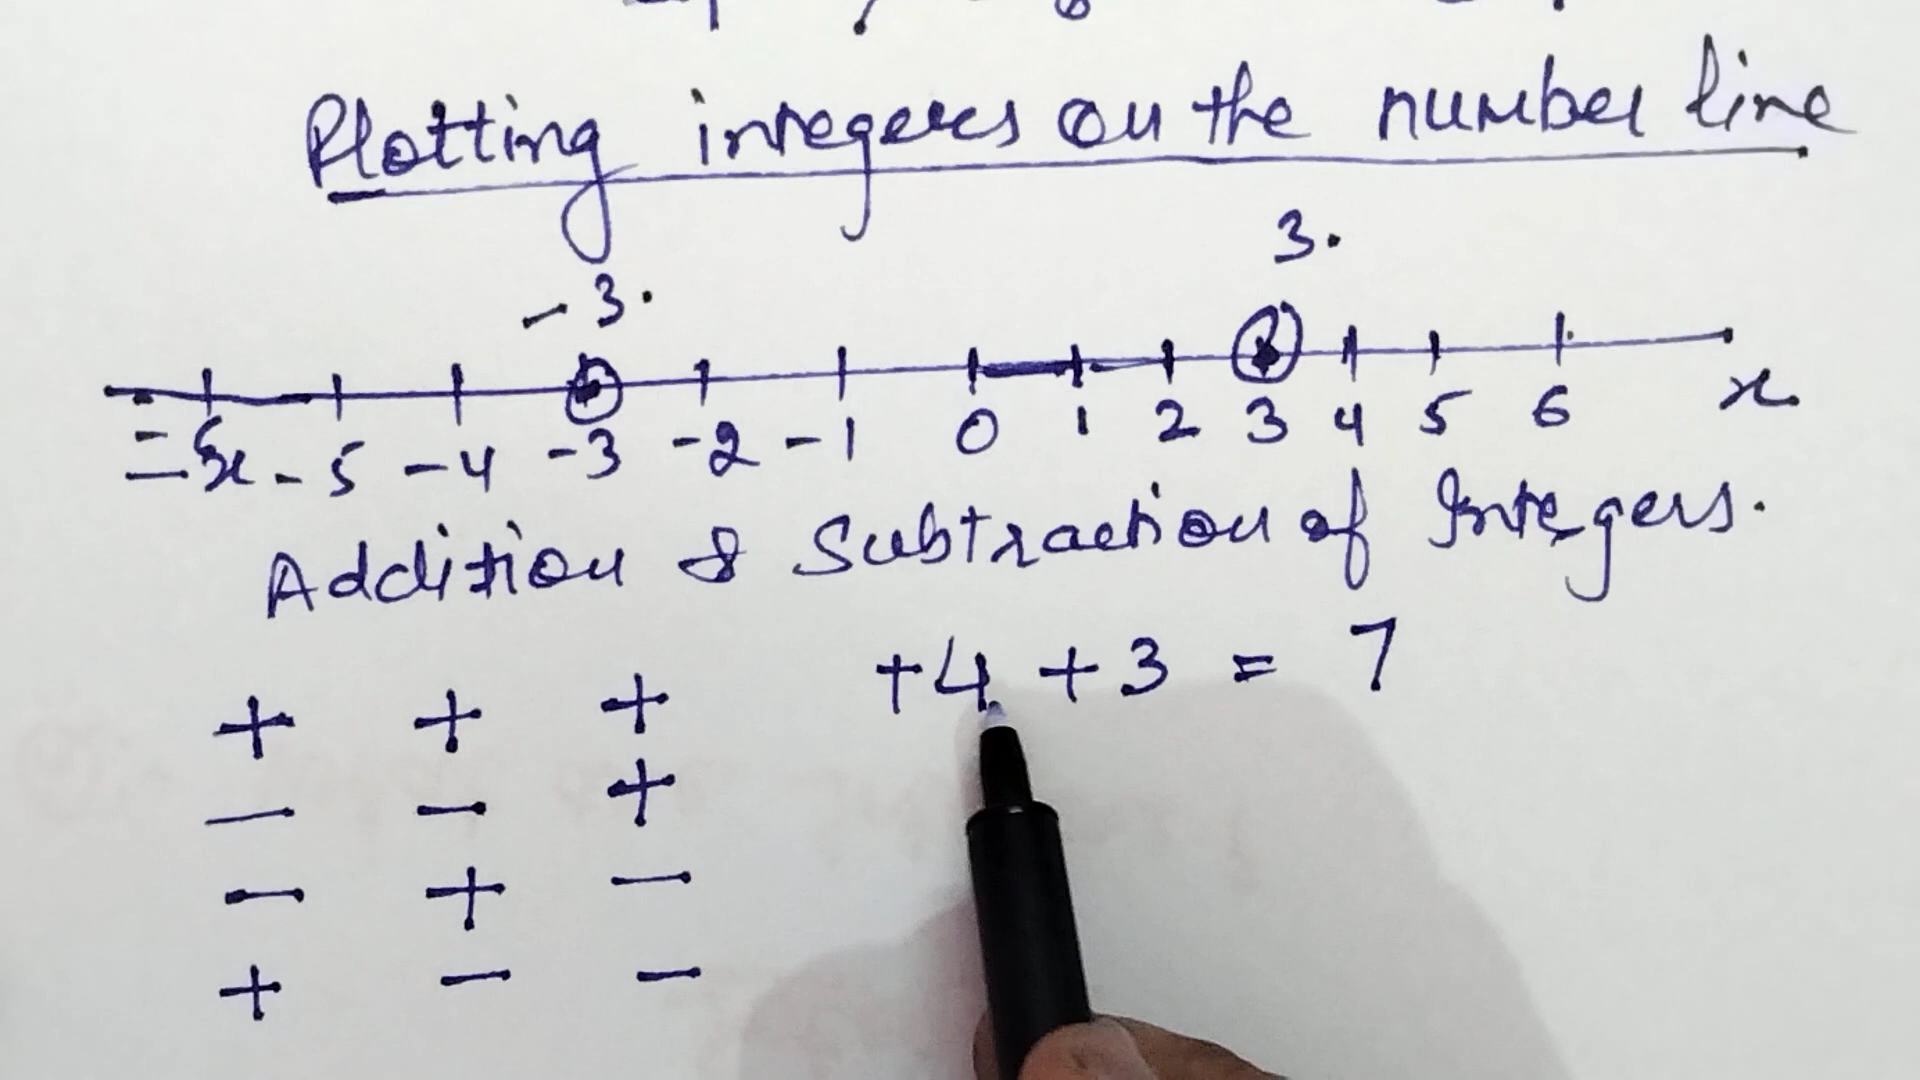 Plotting integers on the number line
3.
- 3.
-5 -4 -3 -2 -1 0 1 2 3 4 5 6 x
Addition & Subtraction of Integers.
+4 + 3 = 7
+ + +
- - +
- + -
+ - -